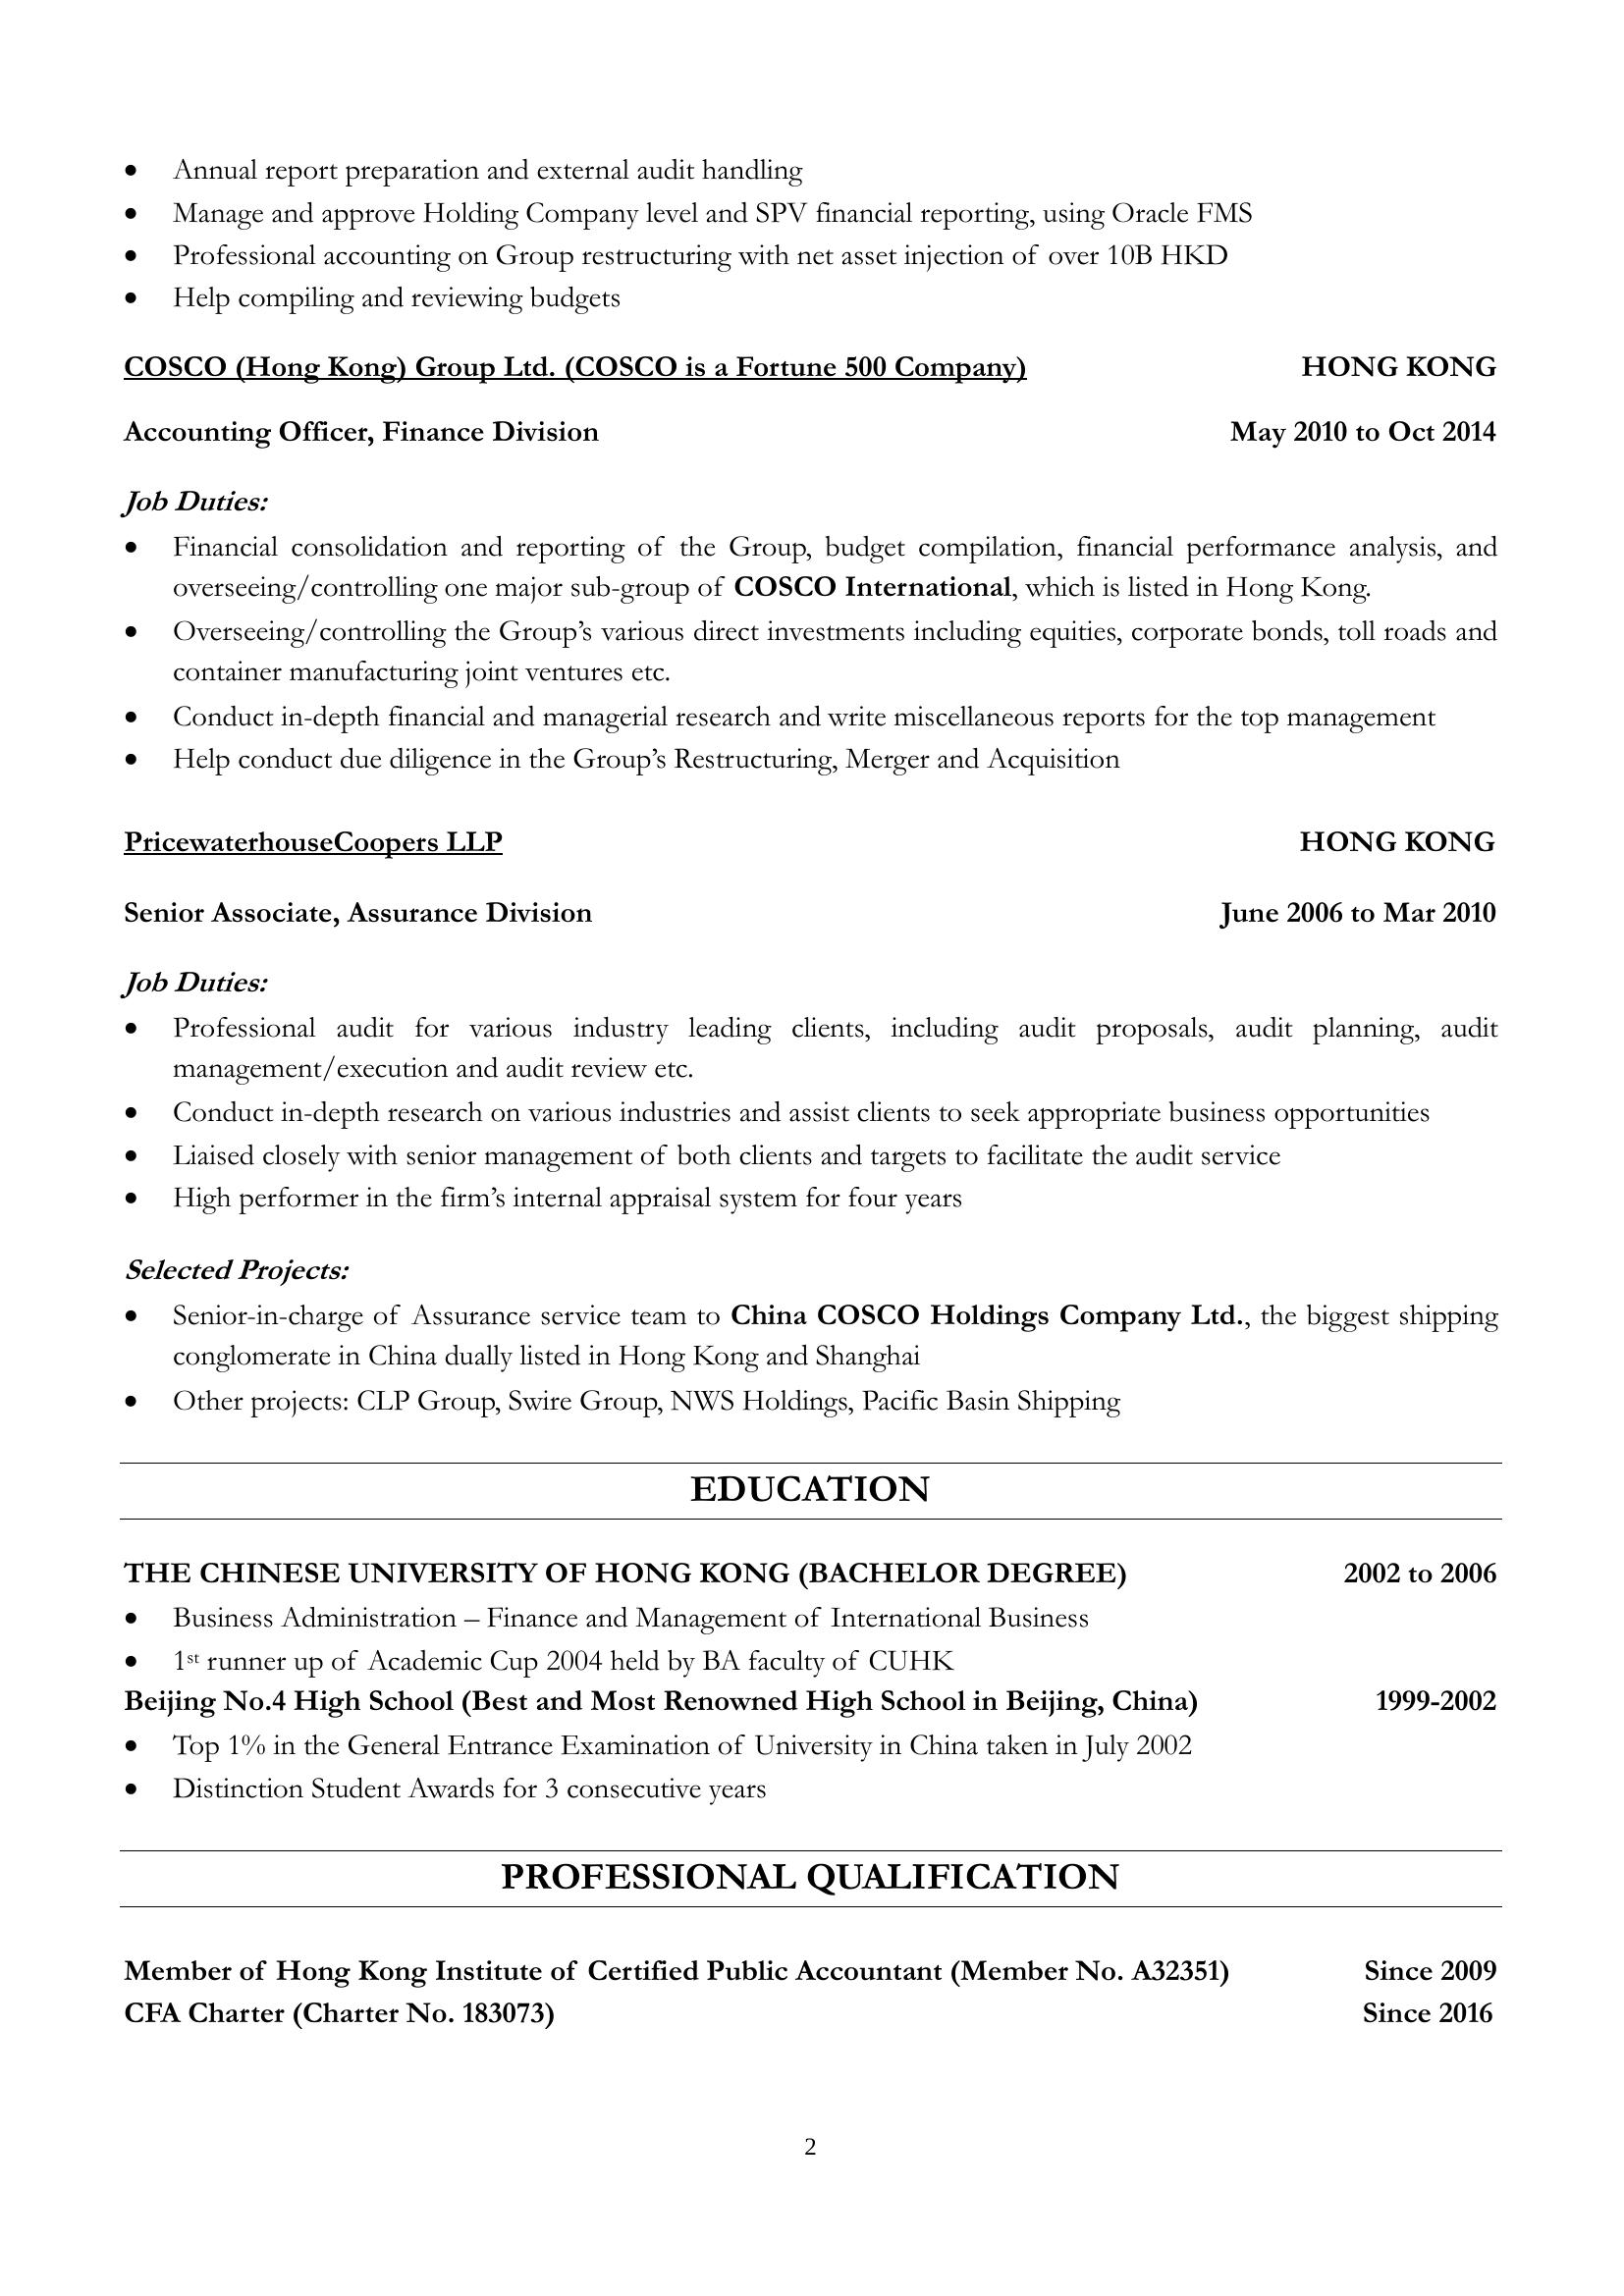 • Annual report preparation and external audit handling
• Manage and approve Holding Company level and SPV financial reporting, using Oracle FMS
• Professional accounting on Group restructuring with net asset injection of over 10B HKD
• Help compiling and reviewing budgets
COSCO (Hong Kong) Group Ltd. (COSCO is a Fortune 500 Company) HONG KONG
Accounting Officer, Finance Division May 2010 to Oct 2014
Job Duties:
• Financial consolidation and reporting of the Group, budget compilation, financial performance analysis, and
overseeing/controlling one major sub-group of COSCO International, which is listed in Hong Kong.
• Overseeing/controlling the Group’s various direct investments including equities, corporate bonds, toll roads and
container manufacturing joint ventures etc.
• Conduct in-depth financial and managerial research and write miscellaneous reports for the top management
• Help conduct due diligence in the Group’s Restructuring, Merger and Acquisition
PricewaterhouseCoopers LLP HONG KONG
Senior Associate, Assurance Division June 2006 to Mar 2010
Job Duties:
• Professional audit for various industry leading clients, including audit proposals, audit planning, audit
management/execution and audit review etc.
• Conduct in-depth research on various industries and assist clients to seek appropriate business opportunities
• Liaised closely with senior management of both clients and targets to facilitate the audit service
• High performer in the firm’s internal appraisal system for four years
Selected Projects:
• Senior-in-charge of Assurance service team to China COSCO Holdings Company Ltd., the biggest shipping
conglomerate in China dually listed in Hong Kong and Shanghai
• Other projects: CLP Group, Swire Group, NWS Holdings, Pacific Basin Shipping
EDUCATION
THE CHINESE UNIVERSITY OF HONG KONG (BACHELOR DEGREE) 2002 to 2006
• Business Administration – Finance and Management of International Business
• 1st runner up of Academic Cup 2004 held by BA faculty of CUHK
Beijing No.4 High School (Best and Most Renowned High School in Beijing, China) 1999-2002
• Top 1% in the General Entrance Examination of University in China taken in July 2002
• Distinction Student Awards for 3 consecutive years
PROFESSIONAL QUALIFICATION
Member of Hong Kong Institute of Certified Public Accountant (Member No. A32351) Since 2009
CFA Charter (Charter No. 183073) Since 2016
2